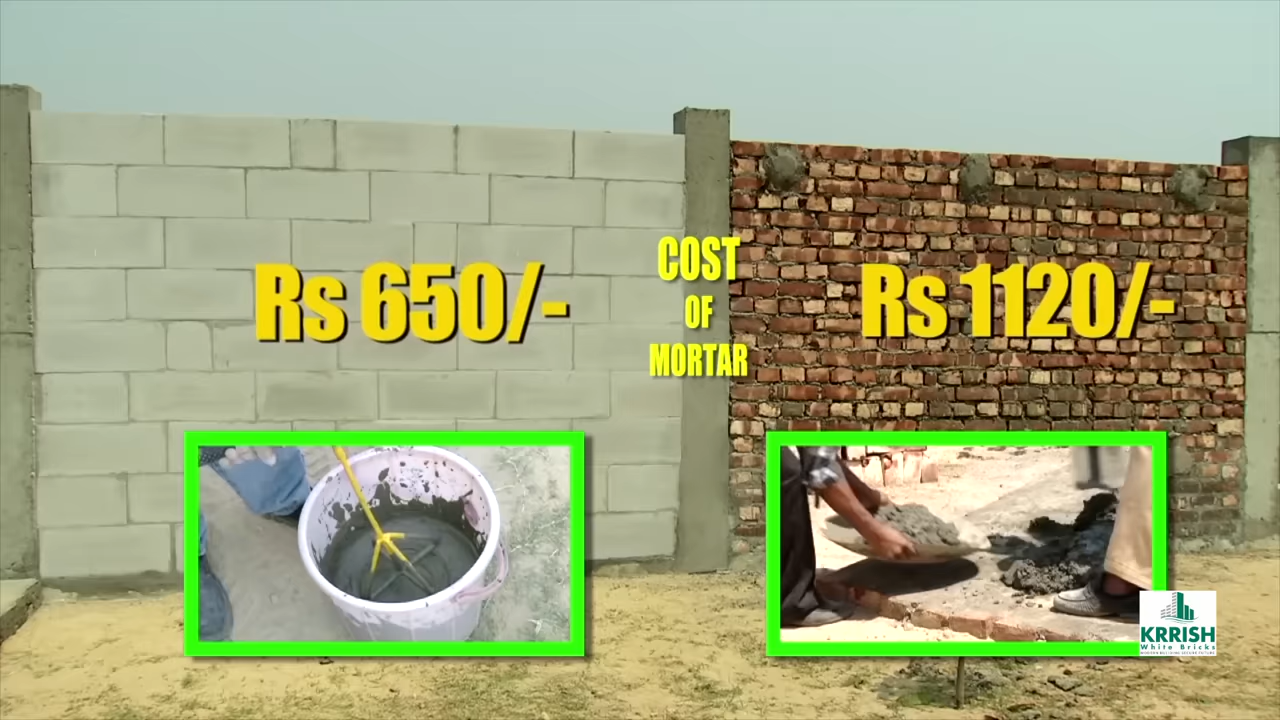 Rs 650/-
COST
OF
MORTAR
Rs 1120/-
KRRISH
White Bricks